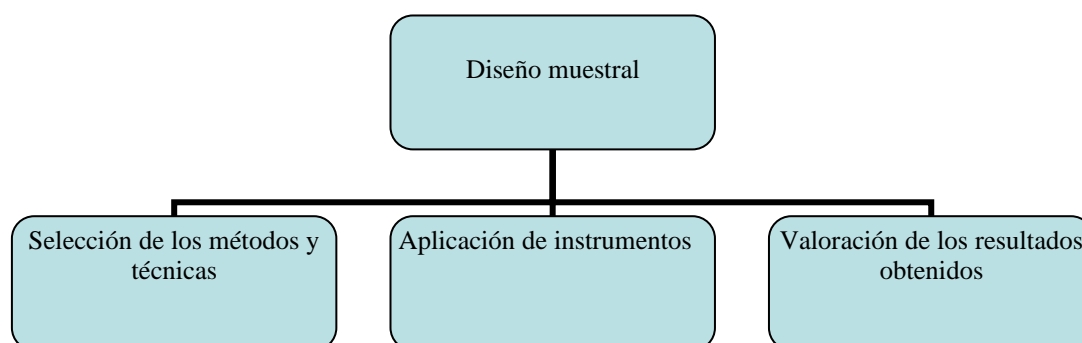 Diseño muestral
Selección de los métodos y
técnicas
Aplicación de instrumentos
Valoración de los resultados
obtenidos